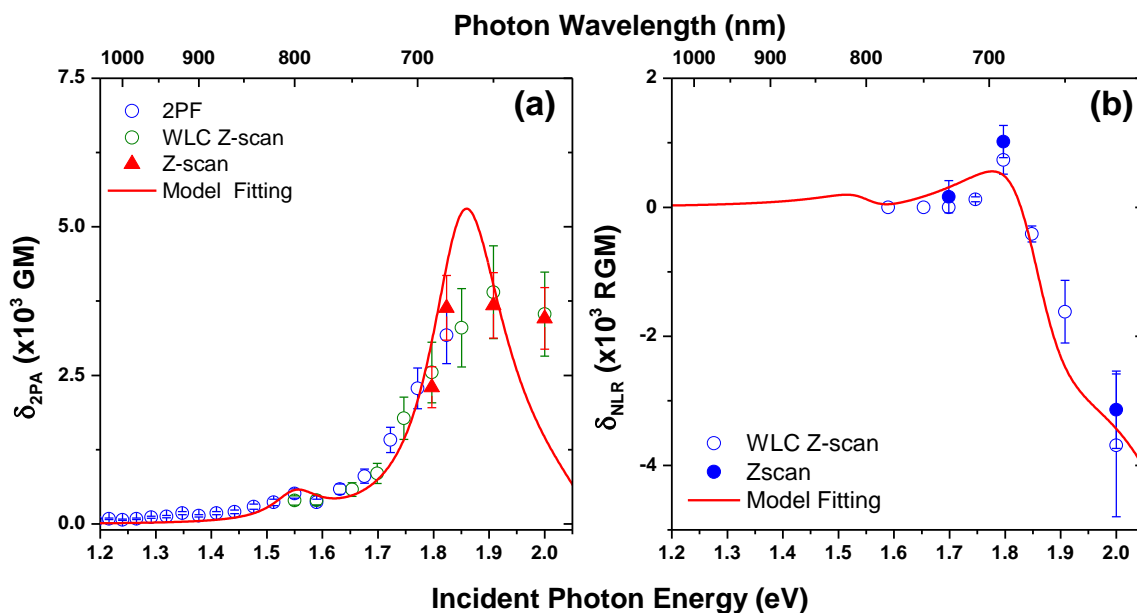 Photon Wavelength (nm)
1000 900 800 700
1000 900 800 700
7.5
5.0
2.5
0.0
δ2PA (x10³ GM)
(a)
2PF
WLC Z-scan
Z-scan
Model Fitting
1.2 1.3 1.4 1.5 1.6 1.7 1.8 1.9 2.0
2
0
-2
-4
δNLR (x10³ RGM)
(b)
WLC Z-scan
Zscan
Model Fitting
1.2 1.3 1.4 1.5 1.6 1.7 1.8 1.9 2.0
Incident Photon Energy (eV)